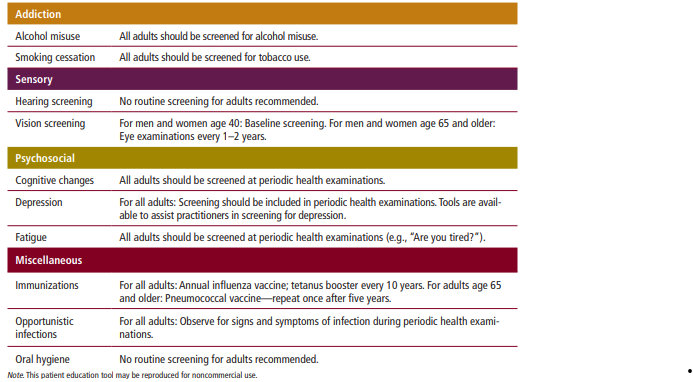 Addiction
Alcohol misuse All adults should be screened for alcohol misuse.
Smoking cessation All adults should be screened for tobacco use.
Sensory
Hearing screening No routine screening for adults recommended.
Vision screening For men and women age 40: Baseline screening. For men and women age 65 and older:
Eye examinations every 1–2 years.
Psychosocial
Cognitive changes All adults should be screened at periodic health examinations.
Depression For all adults: Screening should be included in periodic health examinations. Tools are avail-
able to assist practitioners in screening for depression.
Fatigue All adults should be screened at periodic health examinations (e.g., “Are you tired?”).
Miscellaneous
Immunizations For all adults: Annual influenza vaccine; tetanus booster every 10 years. For adults age 65
and older: Pneumococcal vaccine—repeat once after five years.
Opportunistic For all adults: Observe for signs and symptoms of infection during periodic health exami-
infections nations.
Oral hygiene No routine screening for adults recommended.
Note. This patient education tool may be reproduced for noncommercial use.